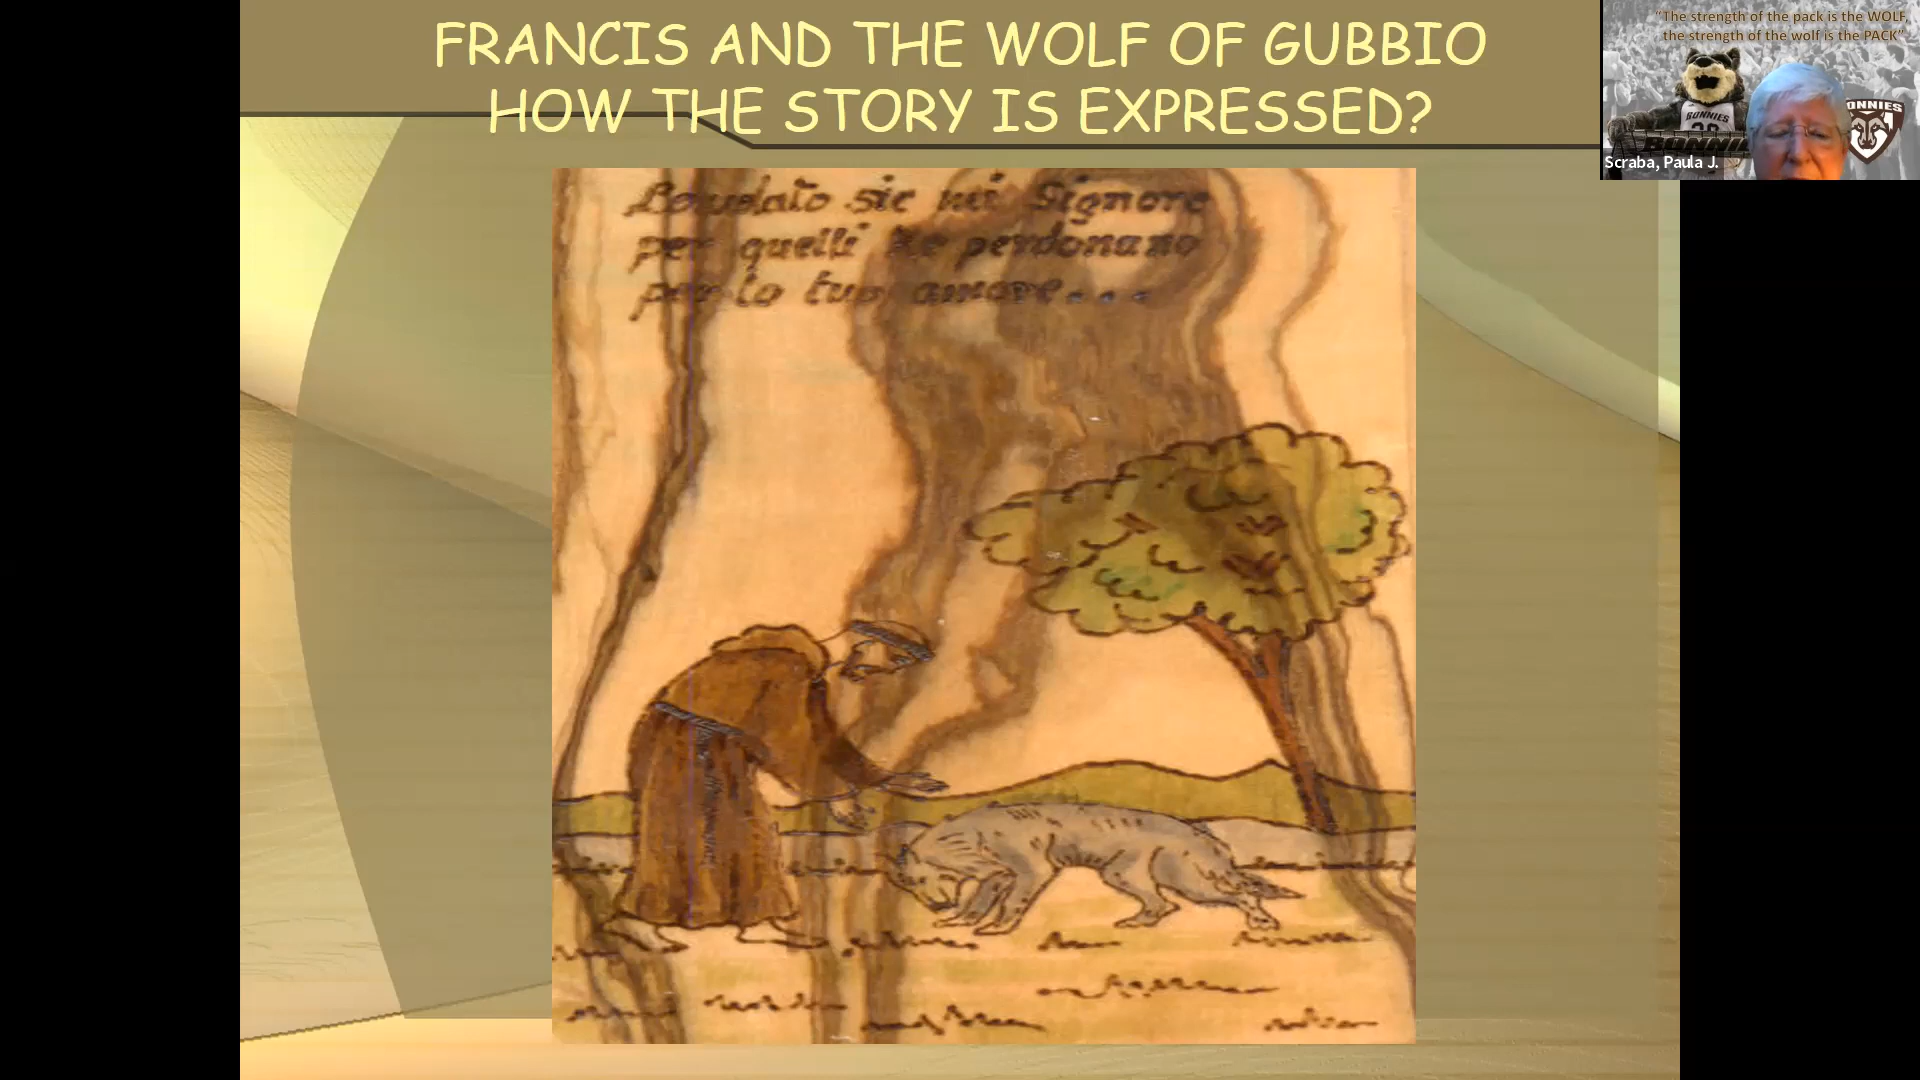 FRANCIS AND THE WOLF OF GUBBIO
HOW THE STORY IS EXPRESSED?
Laudato sie mi Signore
per quelli ke perdonano
per lo tuo amore...
"The strength of the pack is the WOLF,
the strength of the wolf is the PACK"
BONNIES
ONNIES
Scraba, Paula J.